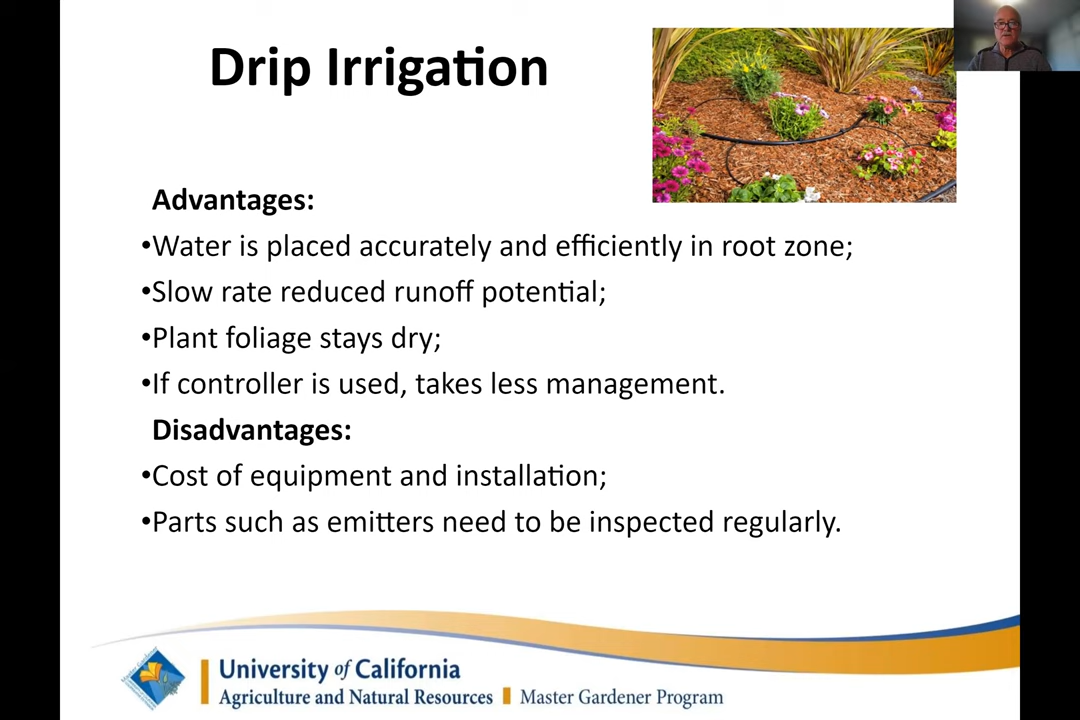 Drip Irrigation
Advantages:
•Water is placed accurately and efficiently in root zone;
•Slow rate reduced runoff potential;
•Plant foliage stays dry;
•If controller is used, takes less management.
Disadvantages:
•Cost of equipment and installation;
•Parts such as emitters need to be inspected regularly.
University of California
Agriculture and Natural Resources Master Gardener Program